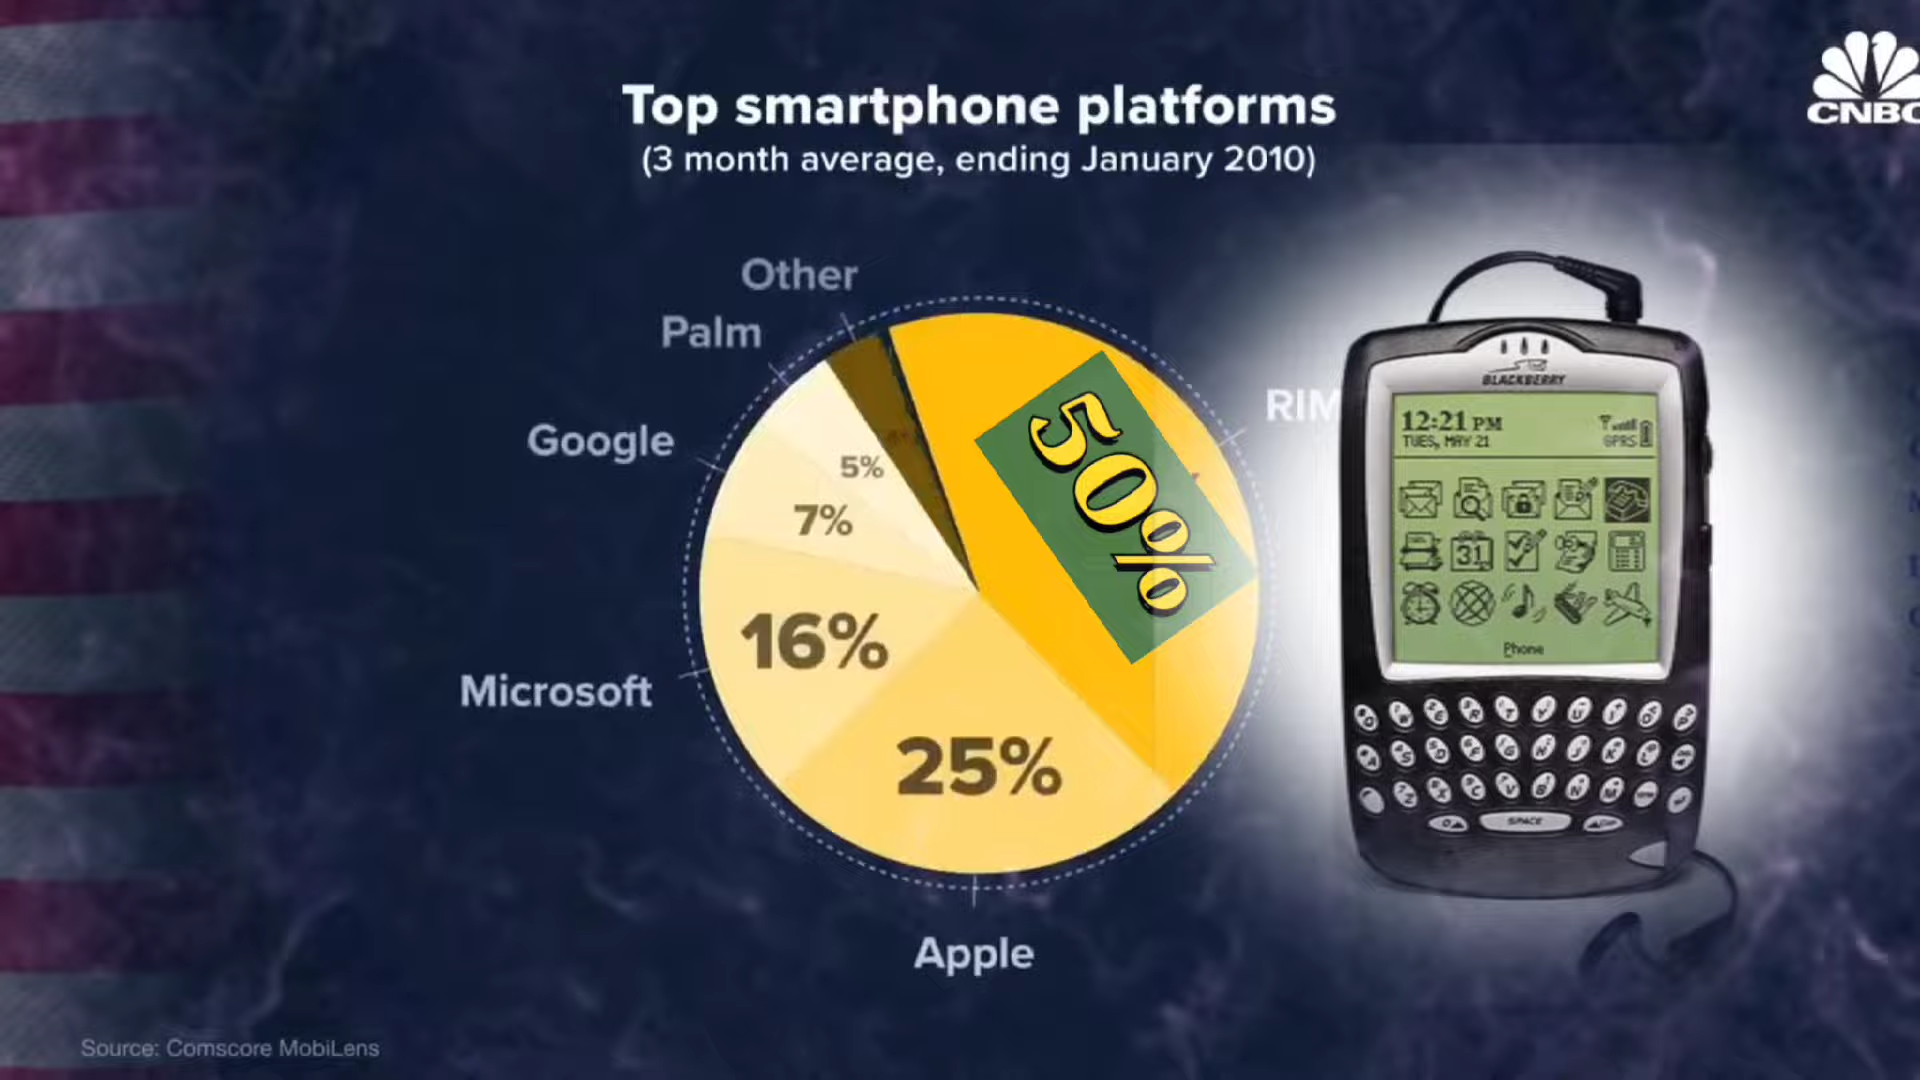 Top smartphone platforms
(3 month average, ending January 2010)
CNBC
Other
Palm
Google
Microsoft
Apple
RIM
5%
7%
16%
25%
50%
BLACKBERRY
12:21 PM
TUES, MAY 21
GPRS
31
Phone
SPACE
Source: Comscore MobiLens